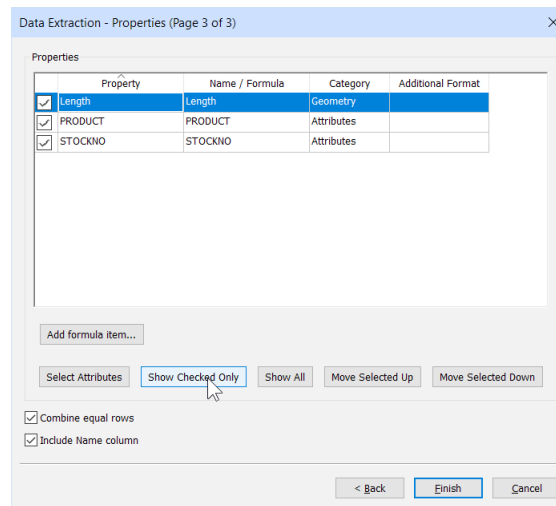 Data Extraction - Properties (Page 3 of 3)
Properties
Property Name / Formula Category Additional Format
Length Length Geometry
PRODUCT PRODUCT Attributes
STOCKNO STOCKNO Attributes
Add formula item...
Select Attributes Show Checked Only Show All Move Selected Up Move Selected Down
Combine equal rows
Include Name column
< Back Finish Cancel